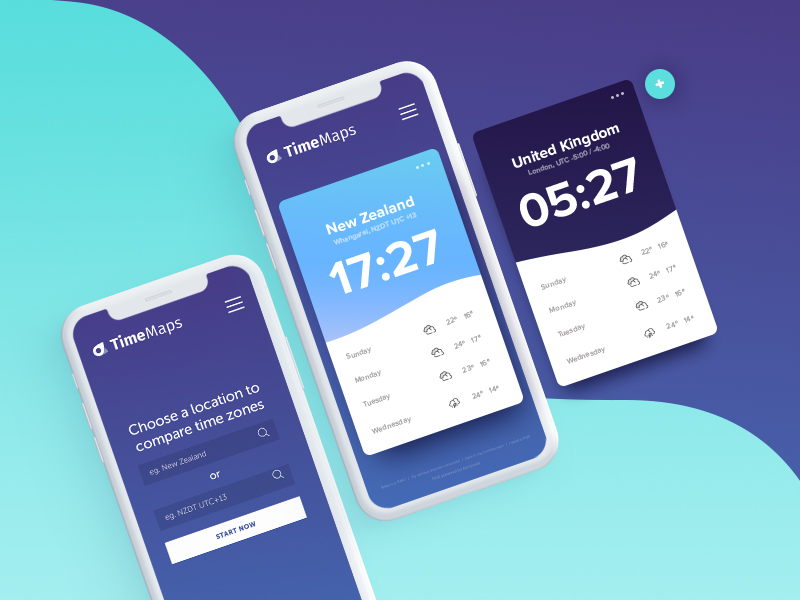 TimeMaps
Choose a location to
compare time zones
eg. New Zealand
or
eg. NZDT UTC+13
START NOW
TimeMaps
New Zealand
Whangarei, NZDT UTC +13
17:27
Sunday 22° 16°
Monday 24° 17°
Tuesday 23° 16°
Wednesday 24° 14°
United Kingdom
London, UTC -5:00 / -4:00
05:27
Sunday 22° 16°
Monday 24° 17°
Tuesday 23° 16°
Wednesday 24° 14°